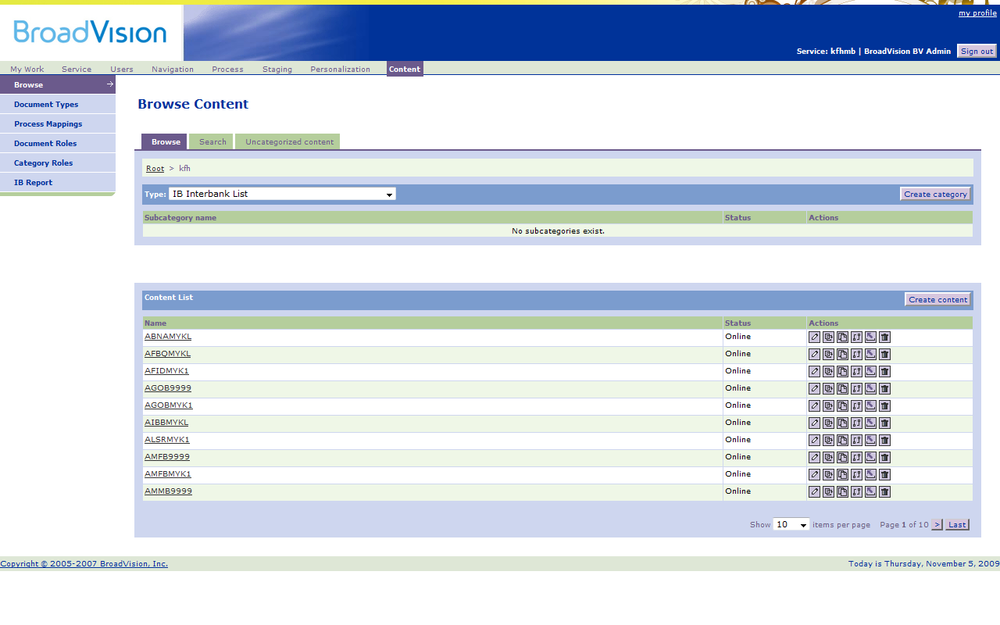 my profile
BROADVISION
Service: kfhmb | BroadVision BV Admin Sign out
My Work Service Users Navigation Process Staging Personalization Content
Browse
Document Types
Process Mappings
Document Roles
Category Roles
IB Report
Browse Content
Browse Search Uncategorized content
Root > kfh
Type: IB Interbank List Create category
Subcategory name Status Actions
No subcategories exist.
Content List Create content
Name Status Actions
ABNAMYKL Online
AFBQMYKL Online
AFIDMYK1 Online
AGOB9999 Online
AGOBMYK1 Online
AIBBMYKL Online
ALSRMYK1 Online
AMFB9999 Online
AMFBMYK1 Online
AMMB9999 Online
Show 10 items per page Page 1 of 10 > Last
Copyright © 2005-2007 BroadVision, Inc. Today is Thursday, November 5, 2009